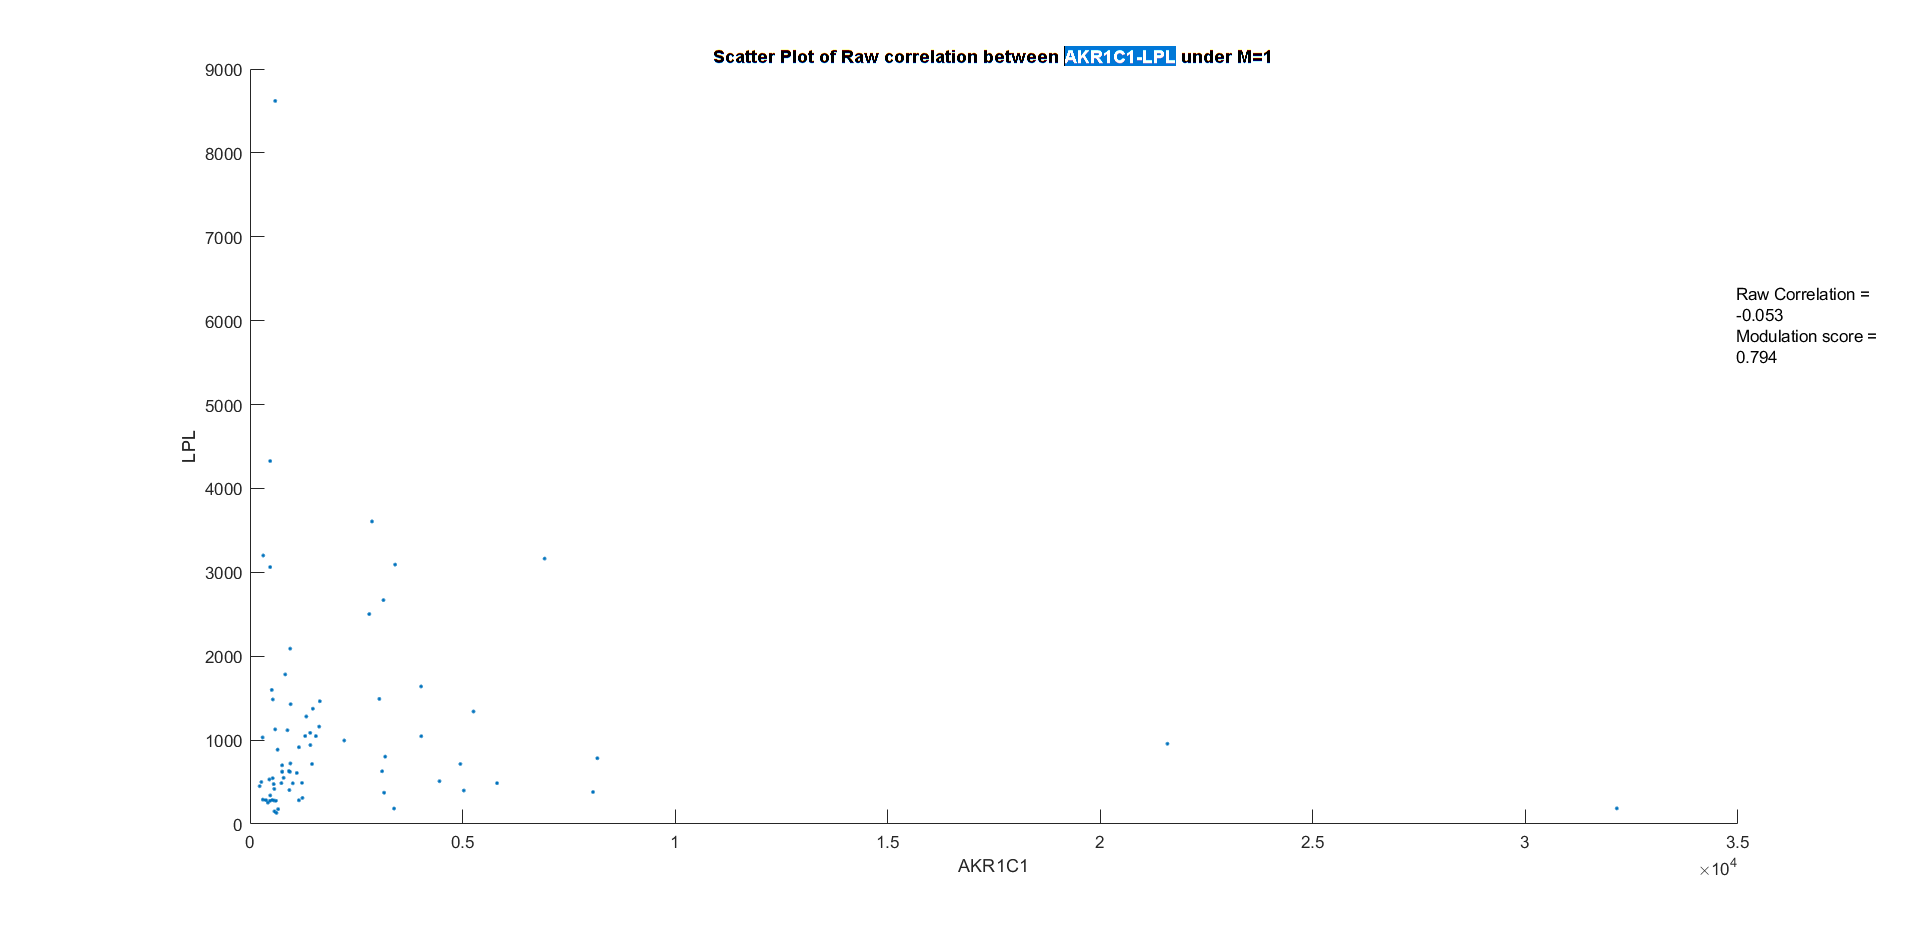 Scatter Plot of Raw correlation between AKR1C1-LPL under M=1
9000
8000
7000
6000
5000
4000
3000
2000
1000
0
LPL
Raw Correlation =
-0.053
Modulation score =
0.794
0 0.5 1 1.5 2 2.5 3 3.5
AKR1C1
×10⁴